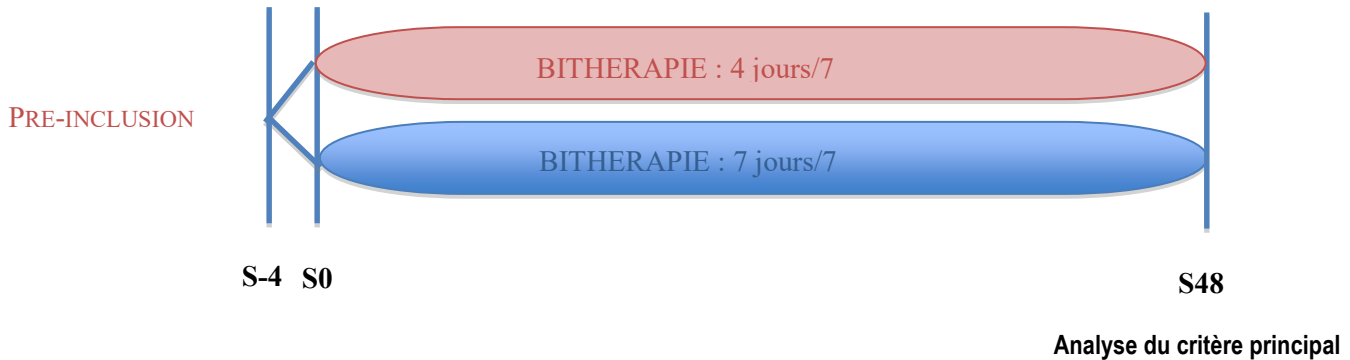 BITHERAPIE : 4 jours/7
PRE-INCLUSION
BITHERAPIE : 7 jours/7
S-4 S0 S48
Analyse du critère principal